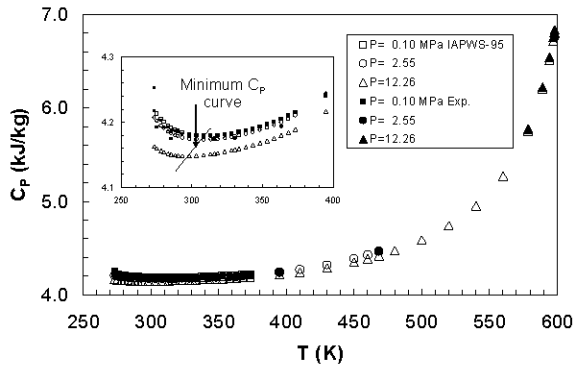 7.0
6.0
5.0
4.0
C_P (kJ/kg)
4.3
4.2
4.1
250
300
350
400
Minimum C_P
curve
P= 0.10 MPa IAPWS-95
P= 2.55
P=12.26
P= 0.10 MPa Exp.
P= 2.55
P=12.26
250 300 350 400 450 500 550 600
T (K)